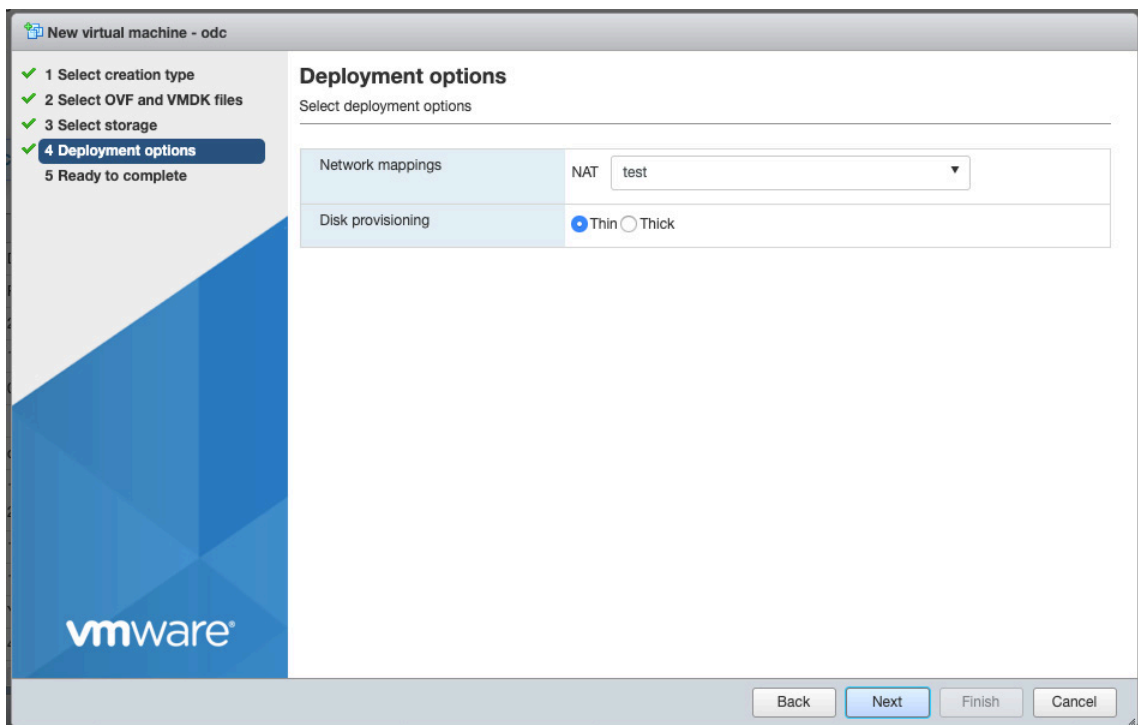 New virtual machine - odc
1 Select creation type
2 Select OVF and VMDK files
3 Select storage
4 Deployment options
5 Ready to complete
Deployment options
Select deployment options
Network mappings
NAT test
Disk provisioning
Thin Thick
vmware®
Back Next Finish Cancel